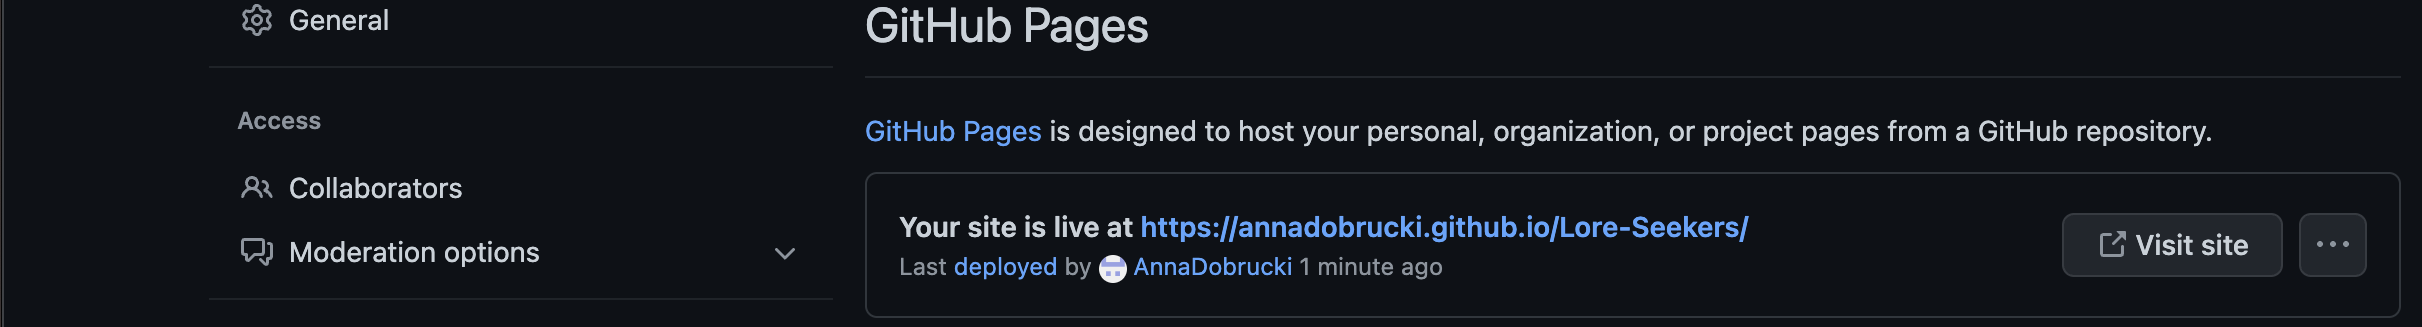 General
Access
Collaborators
Moderation options
GitHub Pages
GitHub Pages is designed to host your personal, organization, or project pages from a GitHub repository.
Your site is live at https://annadobrucki.github.io/Lore-Seekers/
Last deployed by AnnaDobrucki 1 minute ago
Visit site